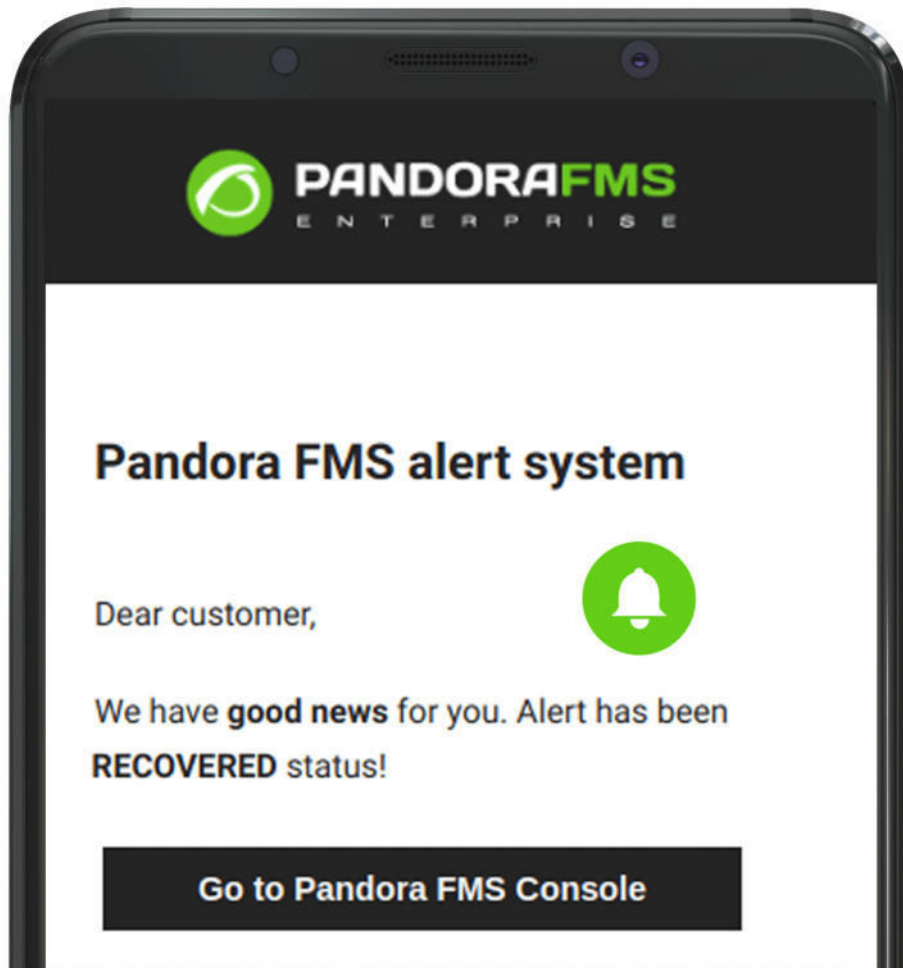 PANDORAFMS
ENTERPRISE
Pandora FMS alert system
Dear customer,
We have good news for you. Alert has been
RECOVERED status!
Go to Pandora FMS Console